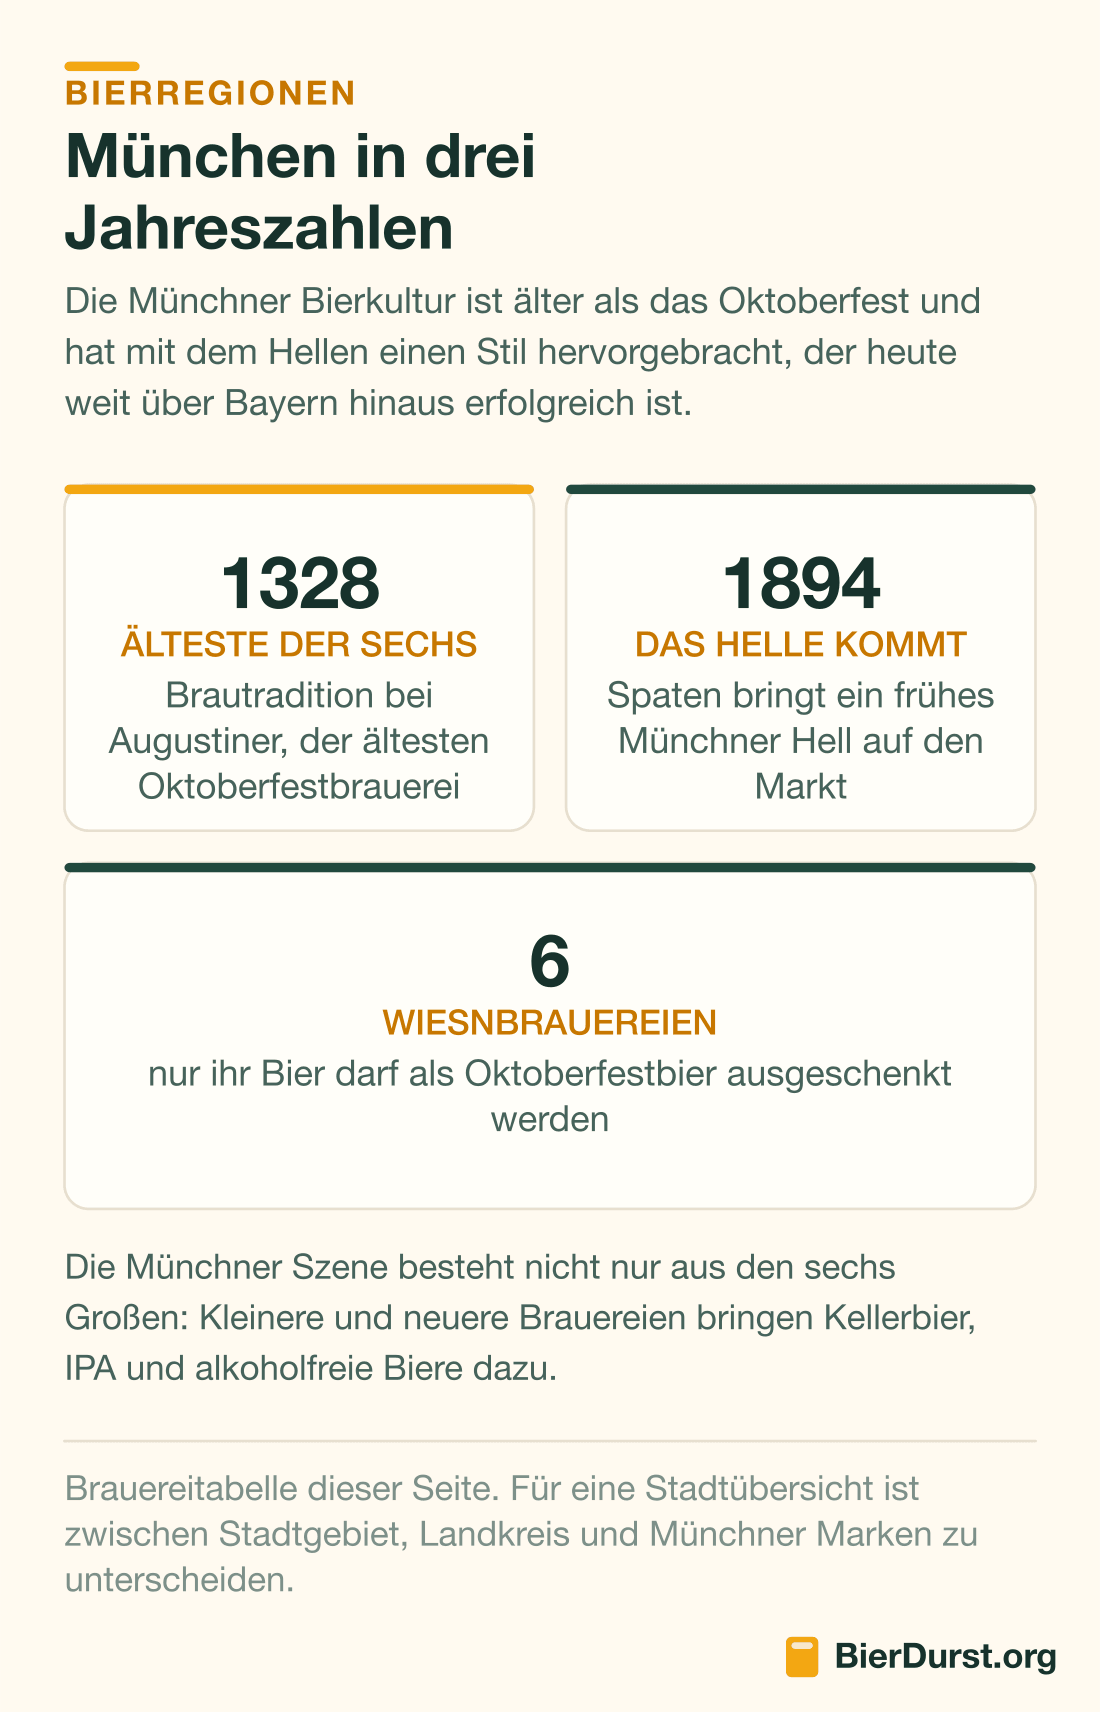 BIERREGIONEN
München in drei
Jahreszahlen
Die Münchner Bierkultur ist älter als das Oktoberfest und
hat mit dem Hellen einen Stil hervorgebracht, der heute
weit über Bayern hinaus erfolgreich ist.
1328
ÄLTESTE DER SECHS
Brautradition bei
Augustiner, der ältesten
Oktoberfestbrauerei
1894
DAS HELLE KOMMT
Spaten bringt ein frühes
Münchner Hell auf den
Markt
6
WIESNBRAUEREIEN
nur ihr Bier darf als Oktoberfestbier ausgeschenkt
werden
Die Münchner Szene besteht nicht nur aus den sechs
Großen: Kleinere und neuere Brauereien bringen Kellerbier,
IPA und alkoholfreie Biere dazu.
Brauereitabelle dieser Seite. Für eine Stadtübersicht ist
zwischen Stadtgebiet, Landkreis und Münchner Marken zu
unterscheiden.
BierDurst.org